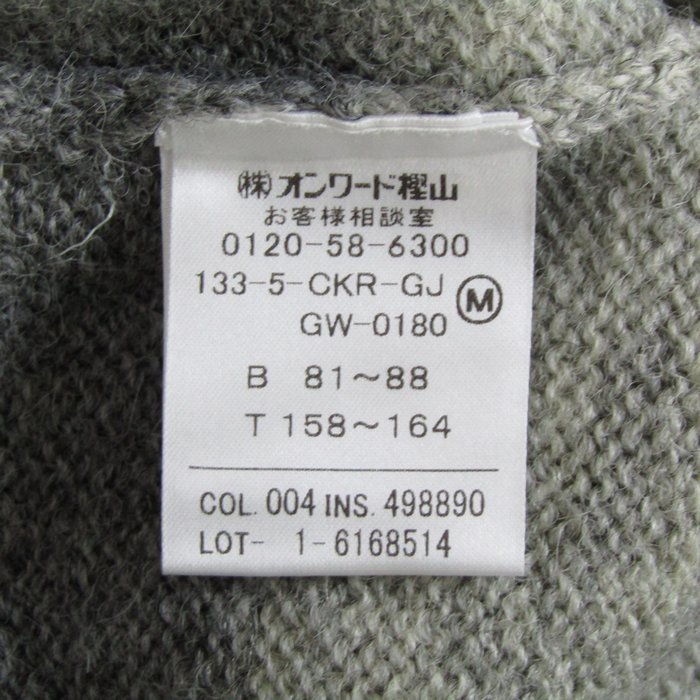 ㈱オンワード樫山
お客様相談室
0120-58-6300
133-5-CKR-GJ
Ⓜ
GW-0180
B 81～88
T 158～164
COL. 004 INS. 498890
LOT- 1-6168514